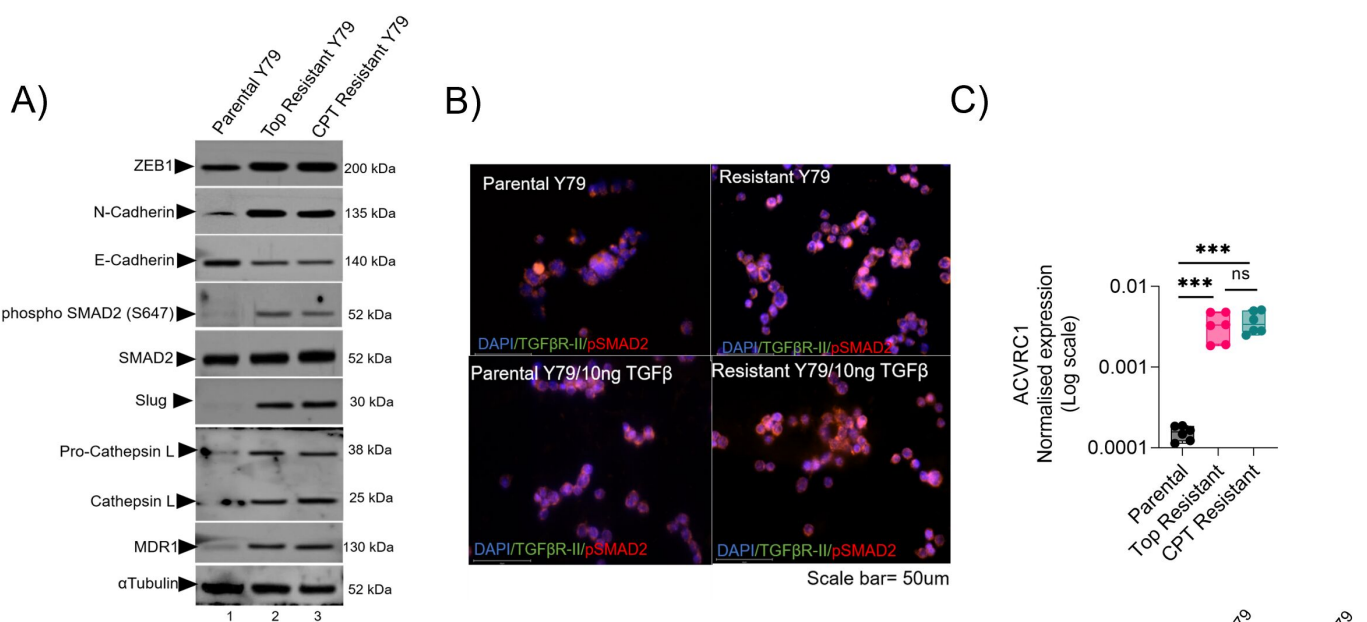 A)
Parental Y79
Top Resistant Y79
CPT Resistant Y79
ZEB1
200 kDa
N-Cadherin
135 kDa
E-Cadherin
140 kDa
phospho SMAD2 (S647)
52 kDa
SMAD2
52 kDa
Slug
30 kDa
Pro-Cathepsin L
38 kDa
Cathepsin L
25 kDa
MDR1
130 kDa
αTubulin
52 kDa
1 2 3
B)
Parental Y79
DAPI/TGFβR-II/pSMAD2
Resistant Y79
DAPI/TGFβR-II/pSMAD2
Parental Y79/10ng TGFβ
DAPI/TGFβR-II/pSMAD2
Resistant Y79/10ng TGFβ
DAPI/TGFβR-II/pSMAD2
Scale bar= 50um
C)
ACVRC1
Normalised expression
(Log scale)
0.01
0.001
0.0001
***
***
ns
Parental
Top Resistant
CPT Resistant
79
79